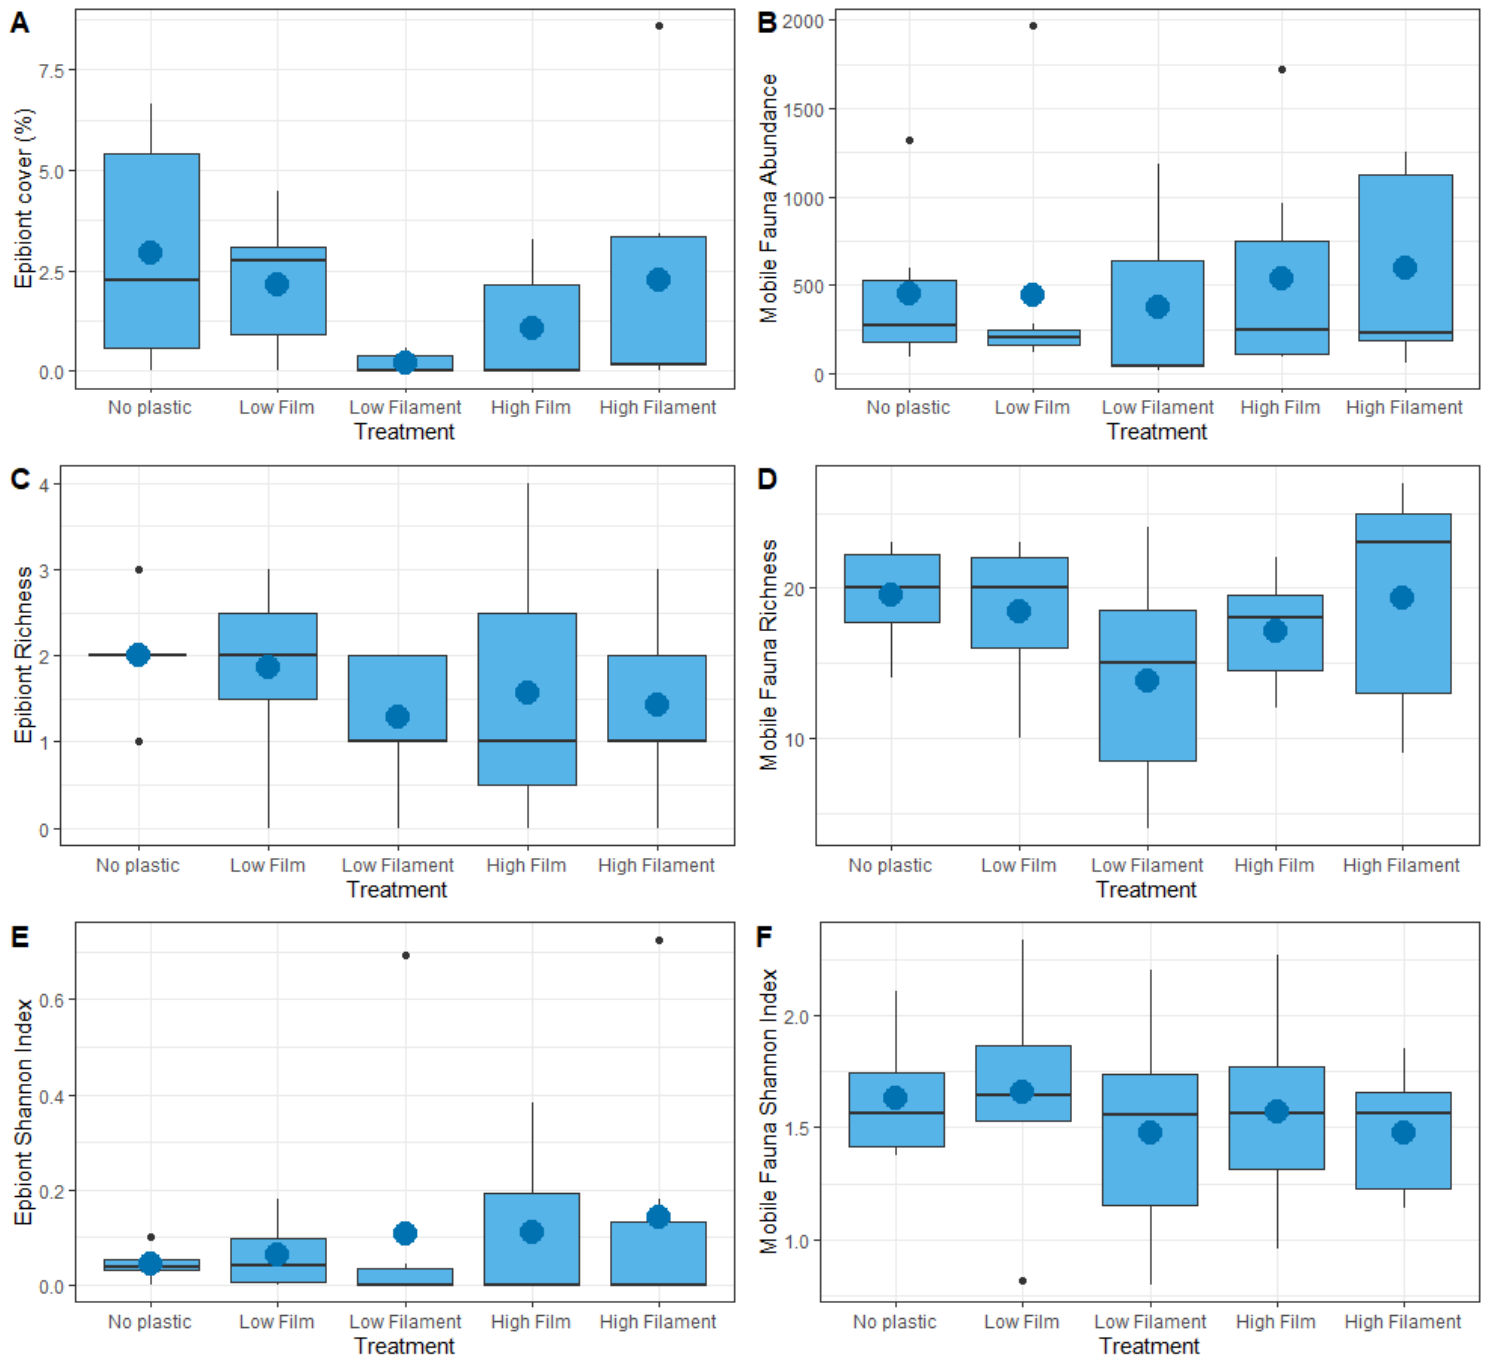 A
Epibiont cover (%)
7.5
5.0
2.5
0.0
No plastic Low Film Low Filament High Film High Filament
Treatment
B
Mobile Fauna Abundance
2000
1500
1000
500
0
No plastic Low Film Low Filament High Film High Filament
Treatment
C
Epibiont Richness
4
3
2
1
0
No plastic Low Film Low Filament High Film High Filament
Treatment
D
Mobile Fauna Richness
20
10
No plastic Low Film Low Filament High Film High Filament
Treatment
E
Epbiont Shannon Index
0.6
0.4
0.2
0.0
No plastic Low Film Low Filament High Film High Filament
Treatment
F
Mobile Fauna Shannon Index
2.0
1.5
1.0
No plastic Low Film Low Filament High Film High Filament
Treatment